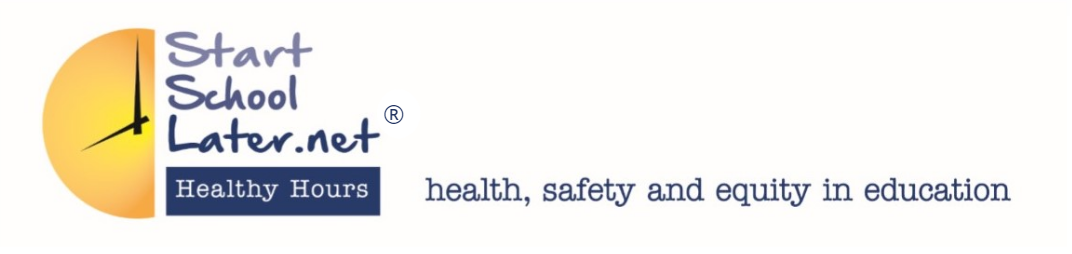 Start
School
Later.net®
Healthy Hours
health, safety and equity in education